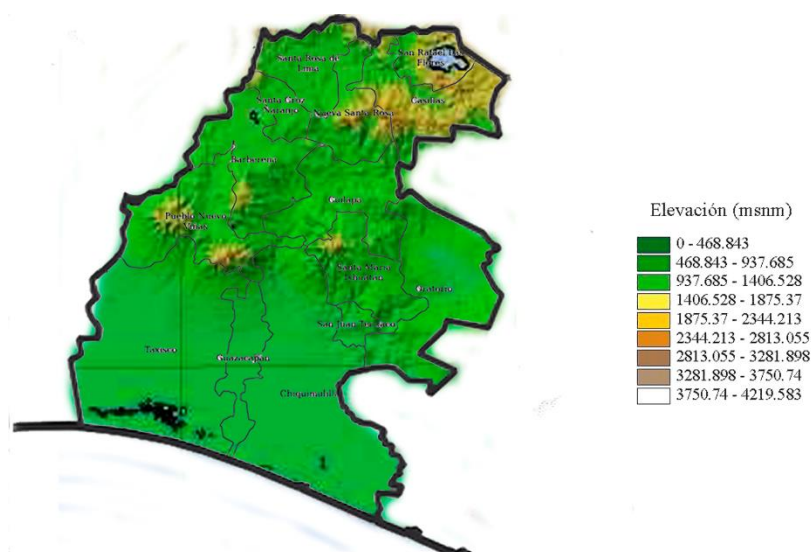 San Rafael Las
Flores
Santa Rosa de
Lima
Casillas
Santa Cruz
Naranjo
Nueva Santa Rosa
Barberena
Cuilapa
Pueblo Nuevo
Viñas
Santa María
Ixhuatán
Oratorio
San Juan Tecuaco
Taxisco
Guazacapán
Chiquimulilla
Elevación (msnm)
0 - 468.843
468.843 - 937.685
937.685 - 1406.528
1406.528 - 1875.37
1875.37 - 2344.213
2344.213 - 2813.055
2813.055 - 3281.898
3281.898 - 3750.74
3750.74 - 4219.583